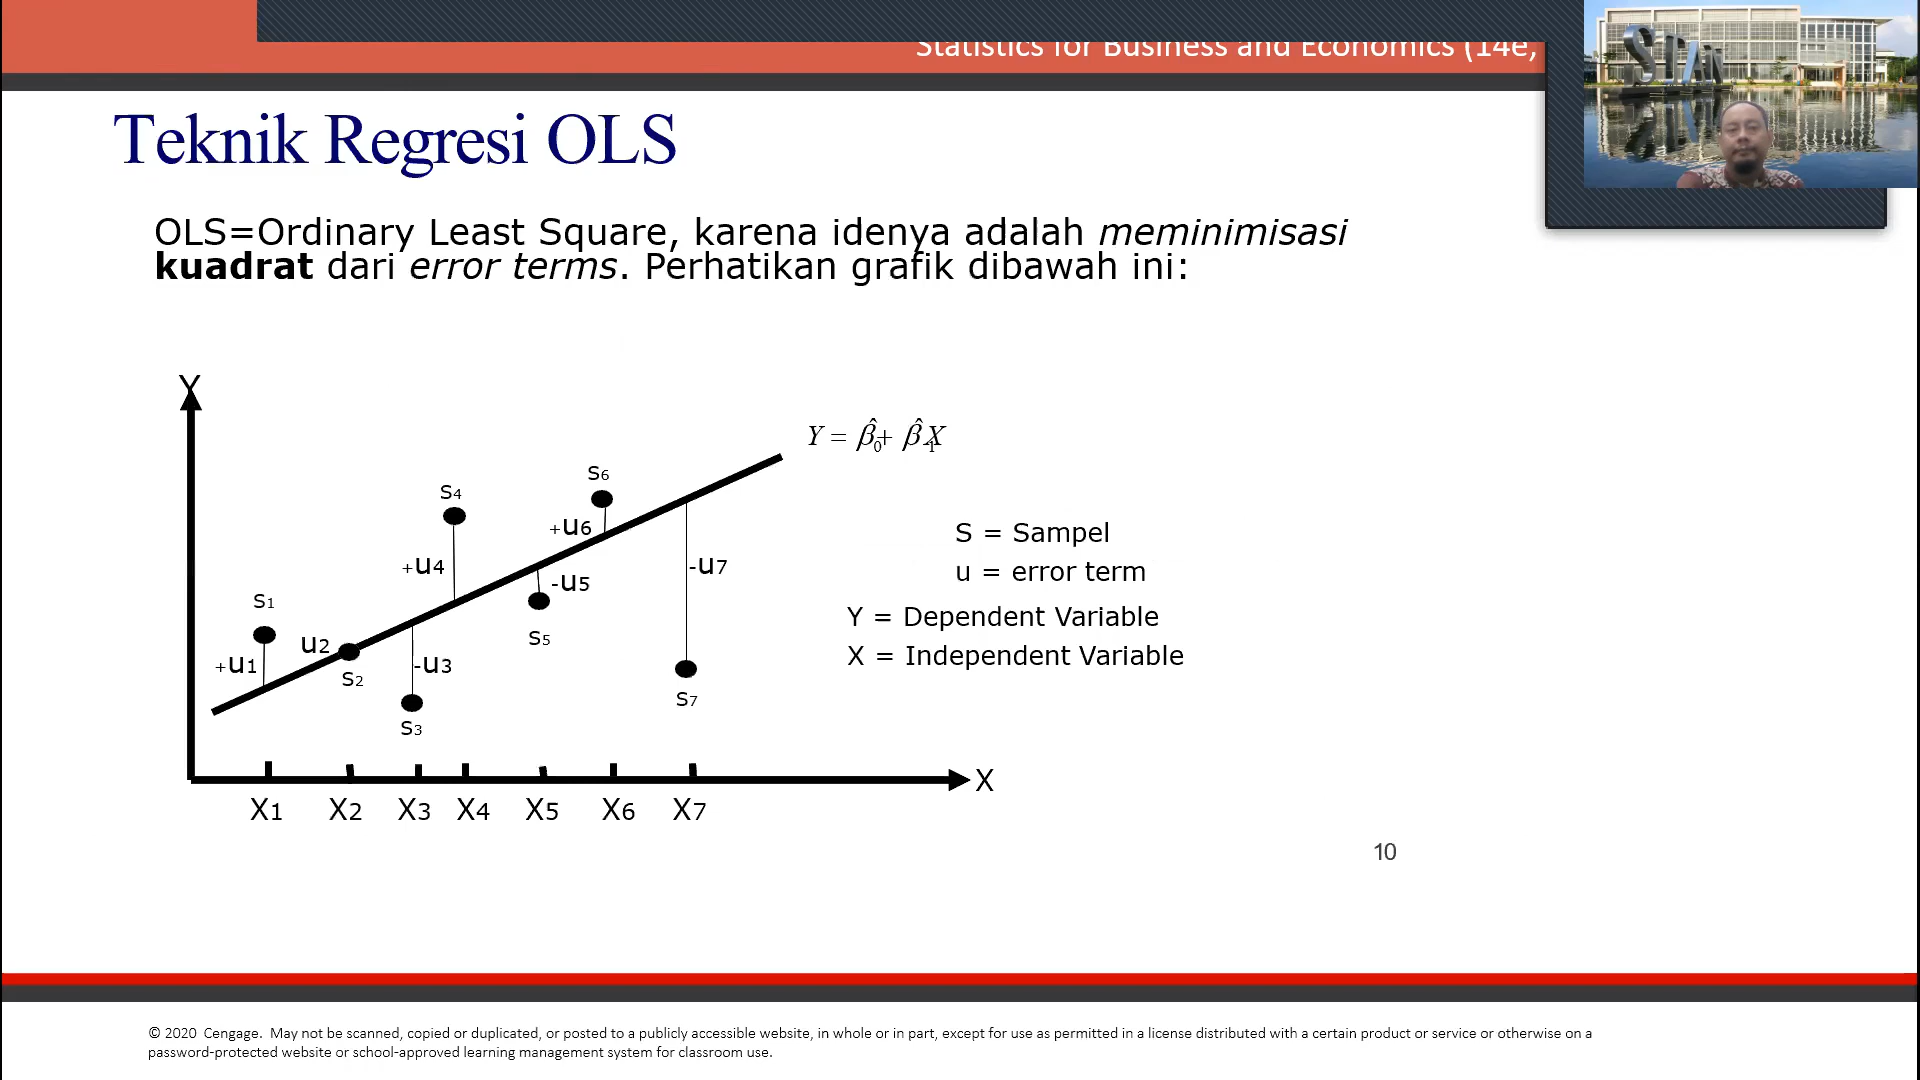 Statistics for Business and Economics (14e,
STAN
Teknik Regresi OLS
OLS=Ordinary Least Square, karena idenya adalah meminimisasi
kuadrat dari error terms. Perhatikan grafik dibawah ini:
Y
Y = β̂0 + β̂1X
s6
s4
+u6
S = Sampel
+u4
-u5
-u7
u = error term
s1
Y = Dependent Variable
s5
u2
+u1
-u3
X = Independent Variable
s2
s7
s3
X
X1 X2 X3 X4 X5 X6 X7
10
© 2020 Cengage. May not be scanned, copied or duplicated, or posted to a publicly accessible website, in whole or in part, except for use as permitted in a license distributed with a certain product or service or otherwise on a
password-protected website or school-approved learning management system for classroom use.